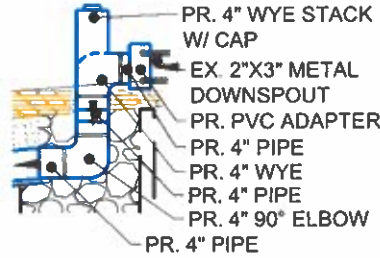 PR. 4" WYE STACK
W/ CAP
EX. 2"X3" METAL
DOWNSPOUT
PR. PVC ADAPTER
PR. 4" PIPE
PR. 4" WYE
PR. 4" PIPE
PR. 4" 90° ELBOW
PR. 4" PIPE